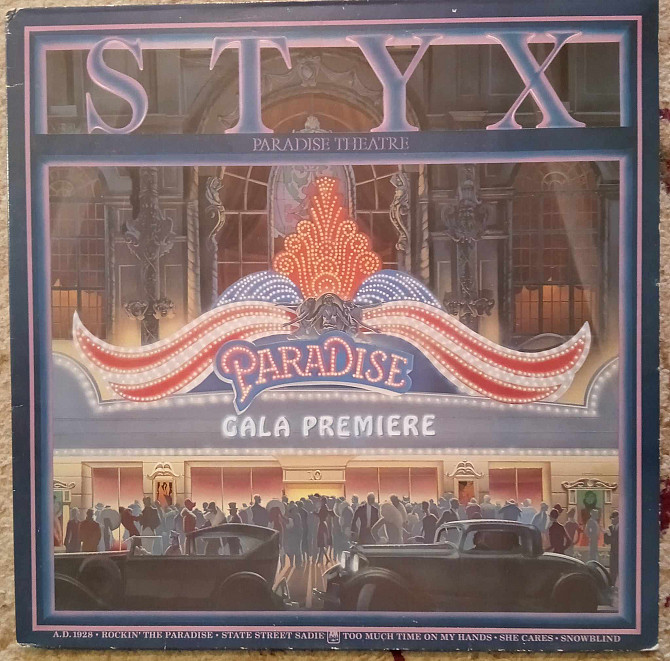 STYX
PARADISE THEATRE
PARADISE
GALA PREMIERE
10
A.D. 1928 • ROCKIN' THE PARADISE • STATE STREET SADIE A&M TOO MUCH TIME ON MY HANDS • SHE CARES • SNOWBLIND